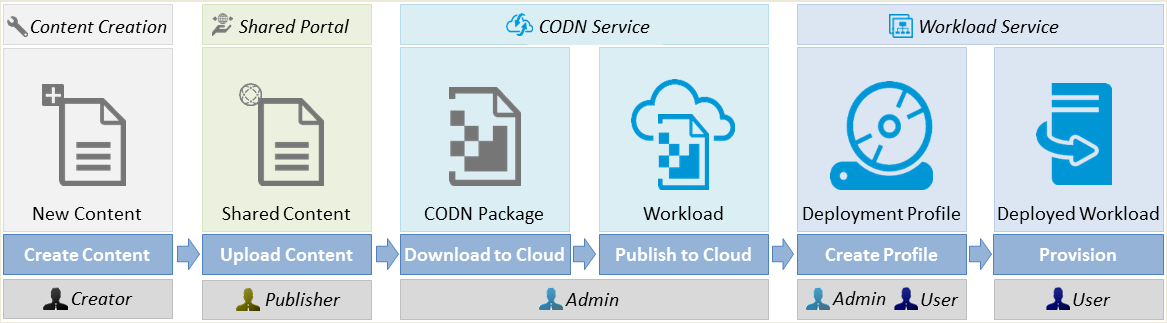 Content Creation
Shared Portal
CODN Service
Workload Service
New Content
Shared Content
CODN Package
Workload
Deployment Profile
Deployed Workload
Create Content
Upload Content
Download to Cloud
Publish to Cloud
Create Profile
Provision
Creator
Publisher
Admin
Admin
User
User